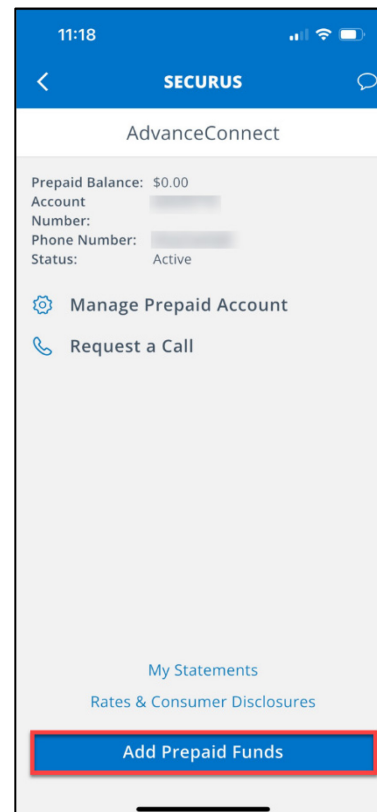 11:18
SECURUS
AdvanceConnect
Prepaid Balance: $0.00
Account
Number:
Phone Number:
Status: Active
Manage Prepaid Account
Request a Call
My Statements
Rates & Consumer Disclosures
Add Prepaid Funds